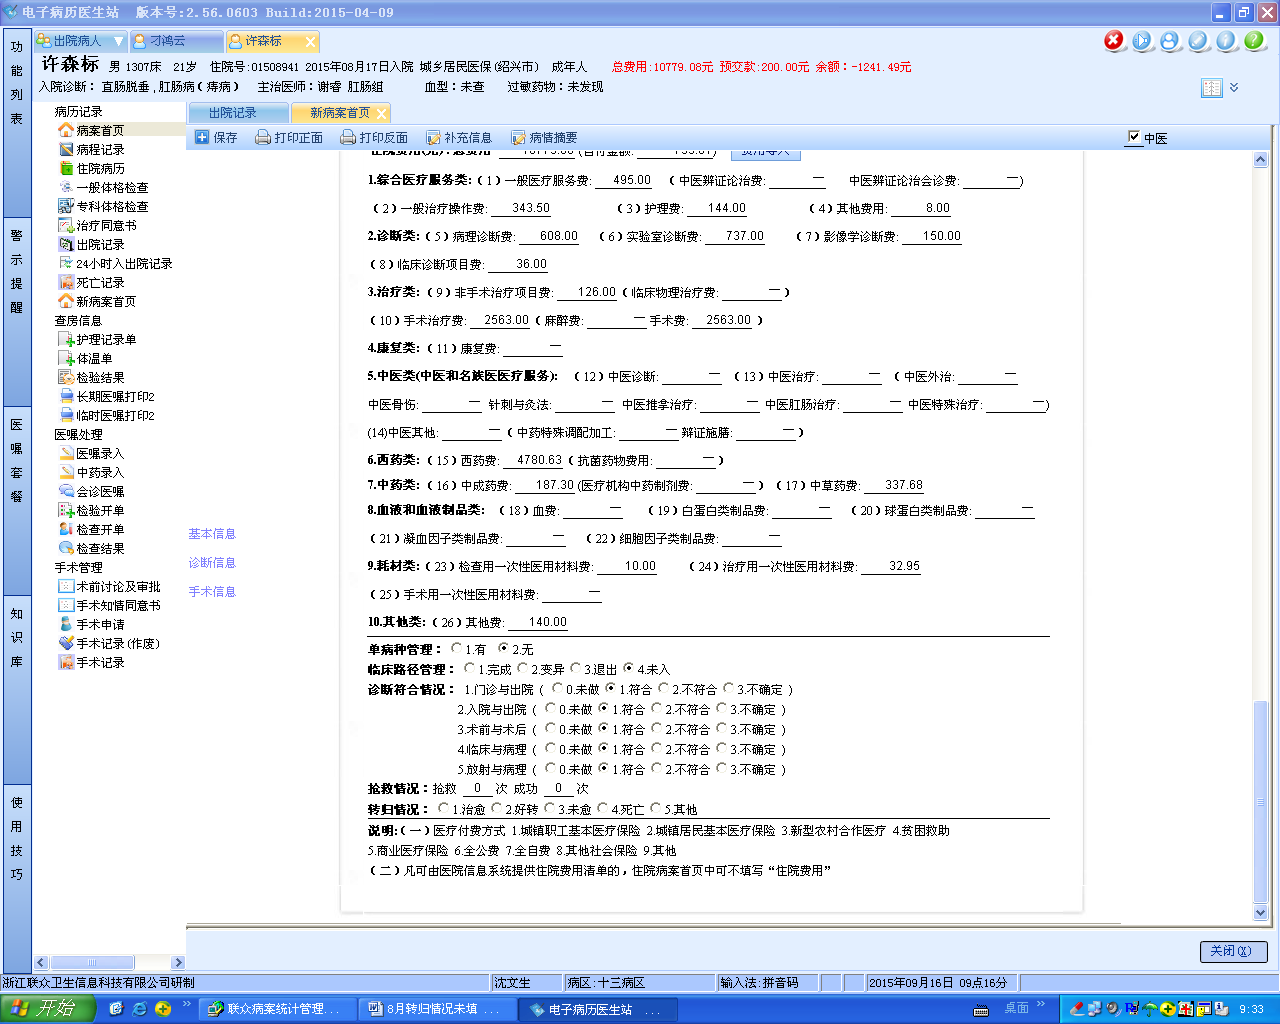 电子病历医生站 版本号:2.56.0603 Build:2015-04-09
出院病人 刁鸿云 许森标
许森标 男 1307床 21岁 住院号:01508941 2015年08月17日入院 城乡居民医保(绍兴市) 成年人 总费用:10779.08元 预交款:200.00元 余额：-1241.49元
入院诊断： 直肠脱垂,肛肠病(痔病) 主治医师：谢睿 肛肠组 血型：未查 过敏药物：未发现
功能列表
警示提醒
医嘱套餐
知识库
使用技巧
病历记录
病案首页
病程记录
住院病历
一般体格检查
专科体格检查
治疗同意书
出院记录
24小时入出院记录
死亡记录
新病案首页
查房信息
护理记录单
体温单
检验结果
长期医嘱打印2
临时医嘱打印2
医嘱处理
医嘱录入
中药录入
会诊医嘱
检验开单
检查开单
检查结果
手术管理
术前讨论及审批
手术知情同意书
手术申请
手术记录(作废)
手术记录
出院记录 新病案首页
保存 打印正面 打印反面 补充信息 病情摘要 中医
基本信息
诊断信息
手术信息
1.综合医疗服务类:（1）一般医疗服务费: 495.00 （ 中医辨证论治费: — 中医辨证论治会诊费: —)
（2）一般治疗操作费: 343.50 （3）护理费: 144.00 （4）其他费用: 8.00
2.诊断类:（5）病理诊断费: 608.00 （6）实验室诊断费: 737.00 （7）影像学诊断费: 150.00
（8）临床诊断项目费: 36.00
3.治疗类:（9）非手术治疗项目费: 126.00（ 临床物理治疗费: — ）
（10）手术治疗费: 2563.00（ 麻醉费: — 手术费: 2563.00 ）
4.康复类:（11）康复费: —
5.中医类(中医和名族医医疗服务): （12）中医诊断: — （13）中医治疗: — （ 中医外治: —
中医骨伤: — 针刺与灸法: — 中医推拿治疗: — 中医肛肠治疗: — 中医特殊治疗: —)
(14)中医其他: —（ 中药特殊调配加工: — 辩证施膳: —）
6.西药类:（15）西药费: 4780.63（ 抗菌药物费用: —）
7.中药类:（16）中成药费: 187.30 (医疗机构中药制剂费: — ）（17）中草药费: 337.68
8.血液和血液制品类: （18）血费: — （19）白蛋白类制品费: — （20）球蛋白类制品费: —
（21）凝血因子类制品费: — （22）细胞因子类制品费: —
9.耗材类:（23）检查用一次性医用材料费: 10.00 （24）治疗用一次性医用材料费: 32.95
（25）手术用一次性医用材料费: —
10.其他类:（26）其他费: 140.00
单病种管理： 1.有 2.无
临床路径管理： 1.完成 2.变异 3.退出 4.未入
诊断符合情况： 1.门诊与出院（ 0.未做 1.符合 2.不符合 3.不确定 ）
2.入院与出院（ 0.未做 1.符合 2.不符合 3.不确定 ）
3.术前与术后（ 0.未做 1.符合 2.不符合 3.不确定 ）
4.临床与病理（ 0.未做 1.符合 2.不符合 3.不确定 ）
5.放射与病理（ 0.未做 1.符合 2.不符合 3.不确定 ）
抢救情况：抢救 0 次 成功 0 次
转归情况： 1.治愈 2.好转 3.未愈 4.死亡 5.其他
说明:（一）医疗付费方式 1.城镇职工基本医疗保险 2.城镇居民基本医疗保险 3.新型农村合作医疗 4.贫困救助
5.商业医疗保险 6.全公费 7.全自费 8.其他社会保险 9.其他
（二）凡可由医院信息系统提供住院费用清单的，住院病案首页中可不填写“住院费用”
关闭(X)
浙江联众卫生信息科技有限公司研制 沈文生 病区：十三病区 输入法:拼音码 2015年09月16日 09点16分
开始 联众病案统计管理... 8月转归情况未填 ... 电子病历医生站 ... 桌面 9:33